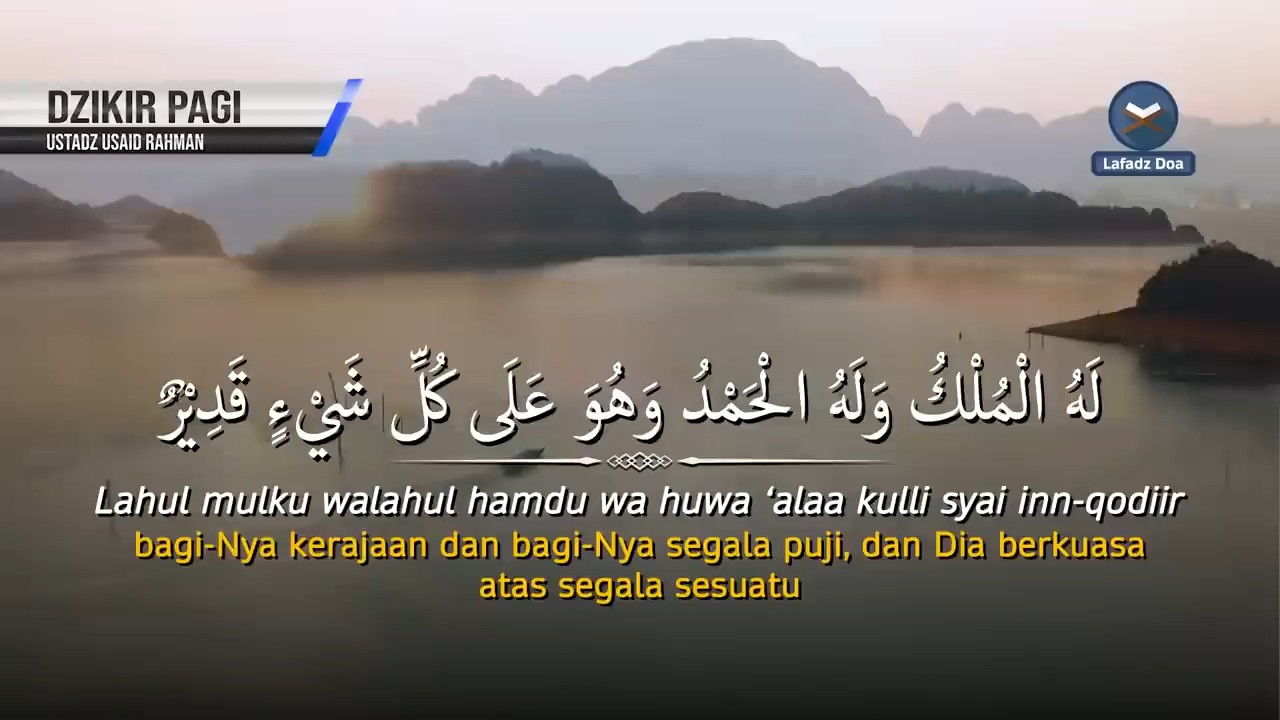 DZIKIR PAGI
USTADZ USAID RAHMAN
Lafadz Doa
لَهُ الْمُلْكُ وَلَهُ الْحَمْدُ وَهُوَ عَلَى كُلِّ شَيْءٍ قَدِيْرٌ
Lahul mulku walahul hamdu wa huwa ‘alaa kulli syai inn-qodiir
bagi-Nya kerajaan dan bagi-Nya segala puji, dan Dia berkuasa
atas segala sesuatu